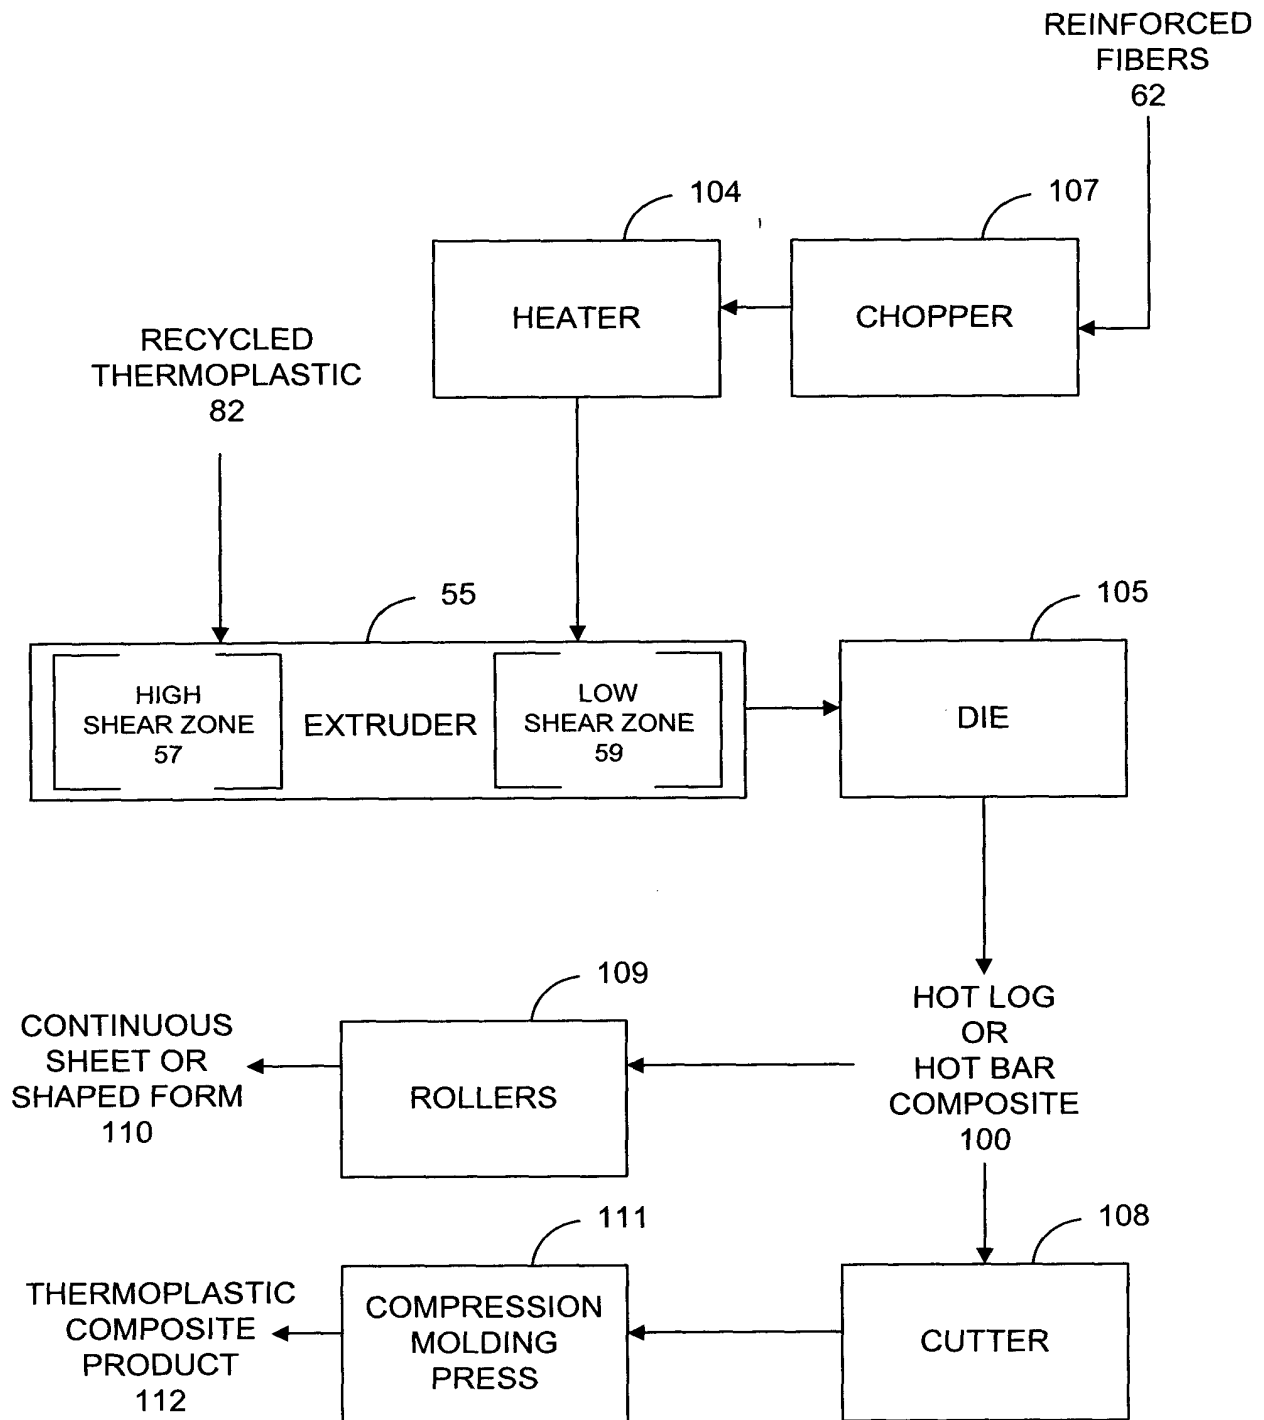 REINFORCED
FIBERS
62
104
107
HEATER
CHOPPER
RECYCLED
THERMOPLASTIC
82
55
105
HIGH
SHEAR ZONE
57
EXTRUDER
LOW
SHEAR ZONE
59
DIE
109
HOT LOG
OR
HOT BAR
COMPOSITE
100
CONTINUOUS
SHEET OR
SHAPED FORM
110
ROLLERS
111
108
THERMOPLASTIC
COMPOSITE
PRODUCT
112
COMPRESSION
MOLDING
PRESS
CUTTER